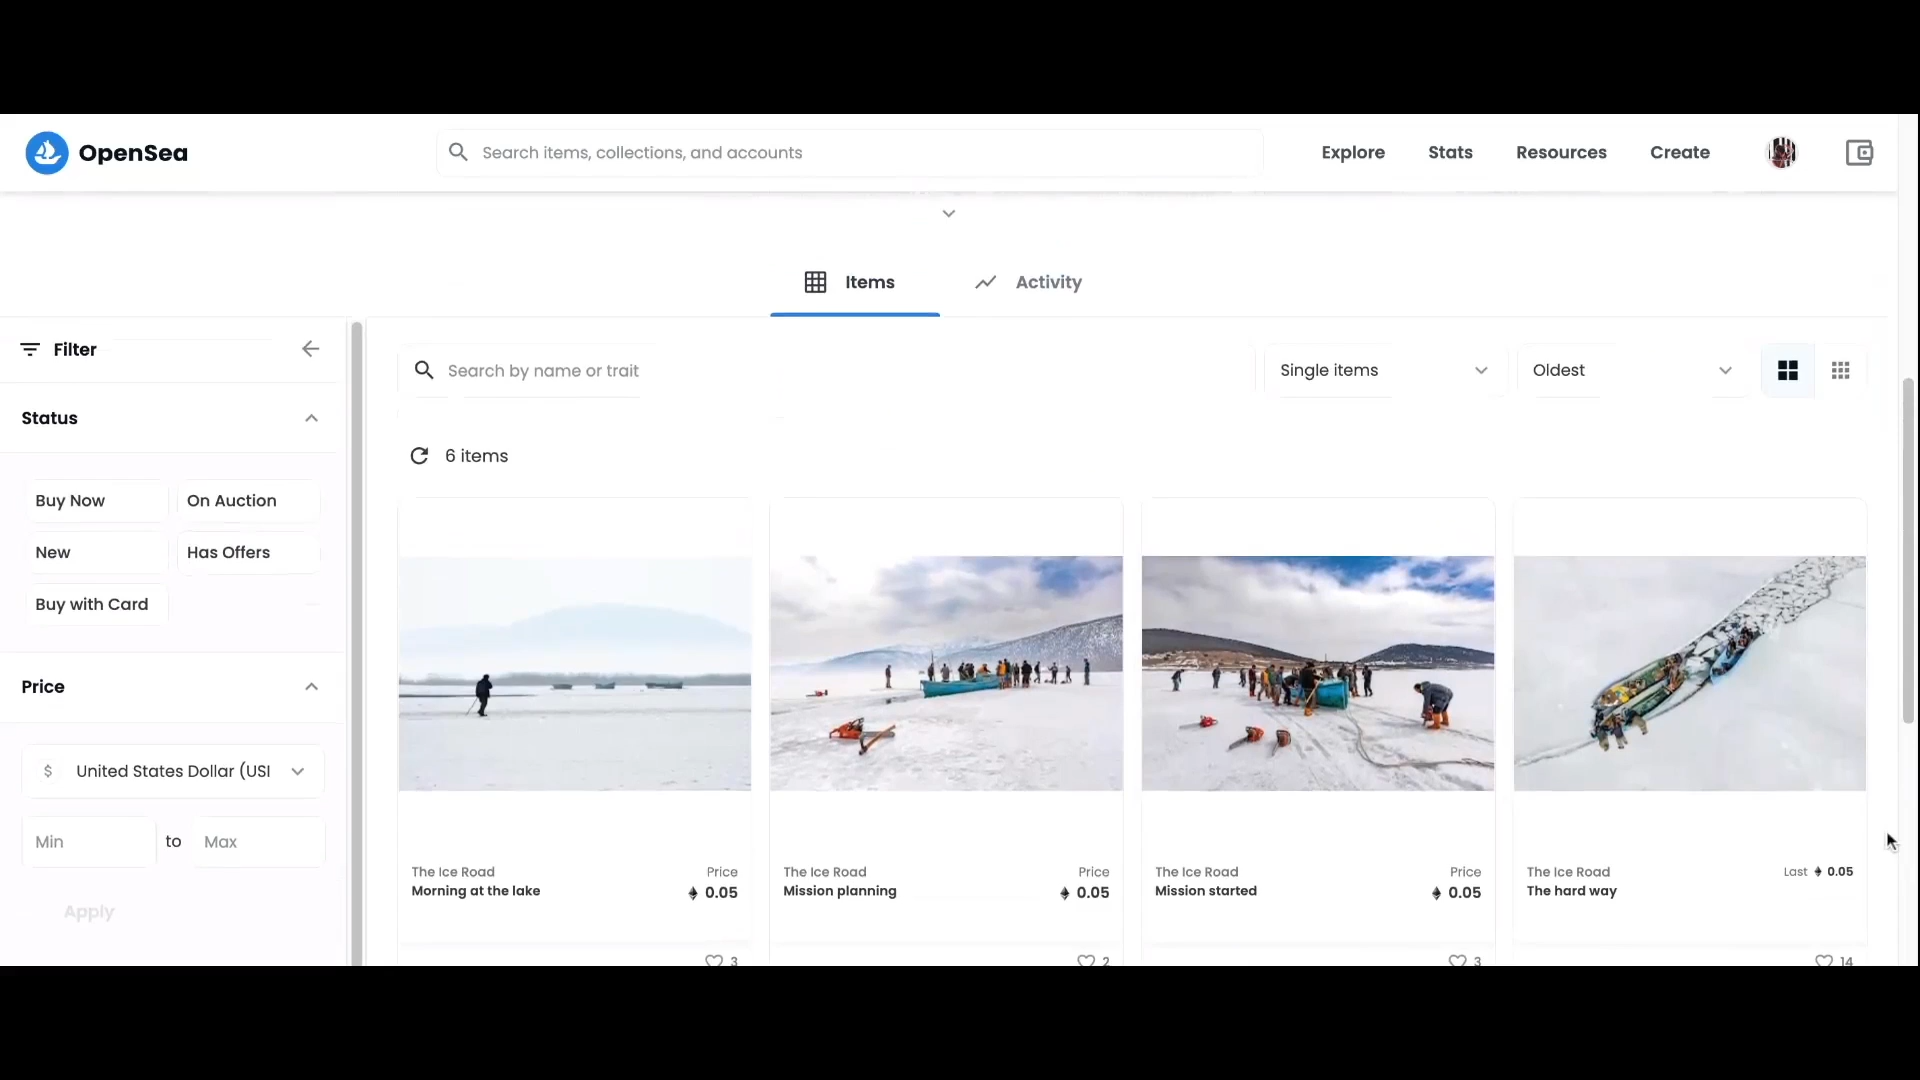 OpenSea
Search items, collections, and accounts
Explore
Stats
Resources
Create
Items
Activity
Filter
Search by name or trait
Single items
Oldest
Status
6 items
Buy Now
On Auction
New
Has Offers
Buy with Card
Price
$ United States Dollar (USI
Min
to
Max
Apply
The Ice Road
Price
Morning at the lake
0.05
3
The Ice Road
Price
Mission planning
0.05
2
The Ice Road
Price
Mission started
0.05
3
The Ice Road
Last 0.05
The hard way
14